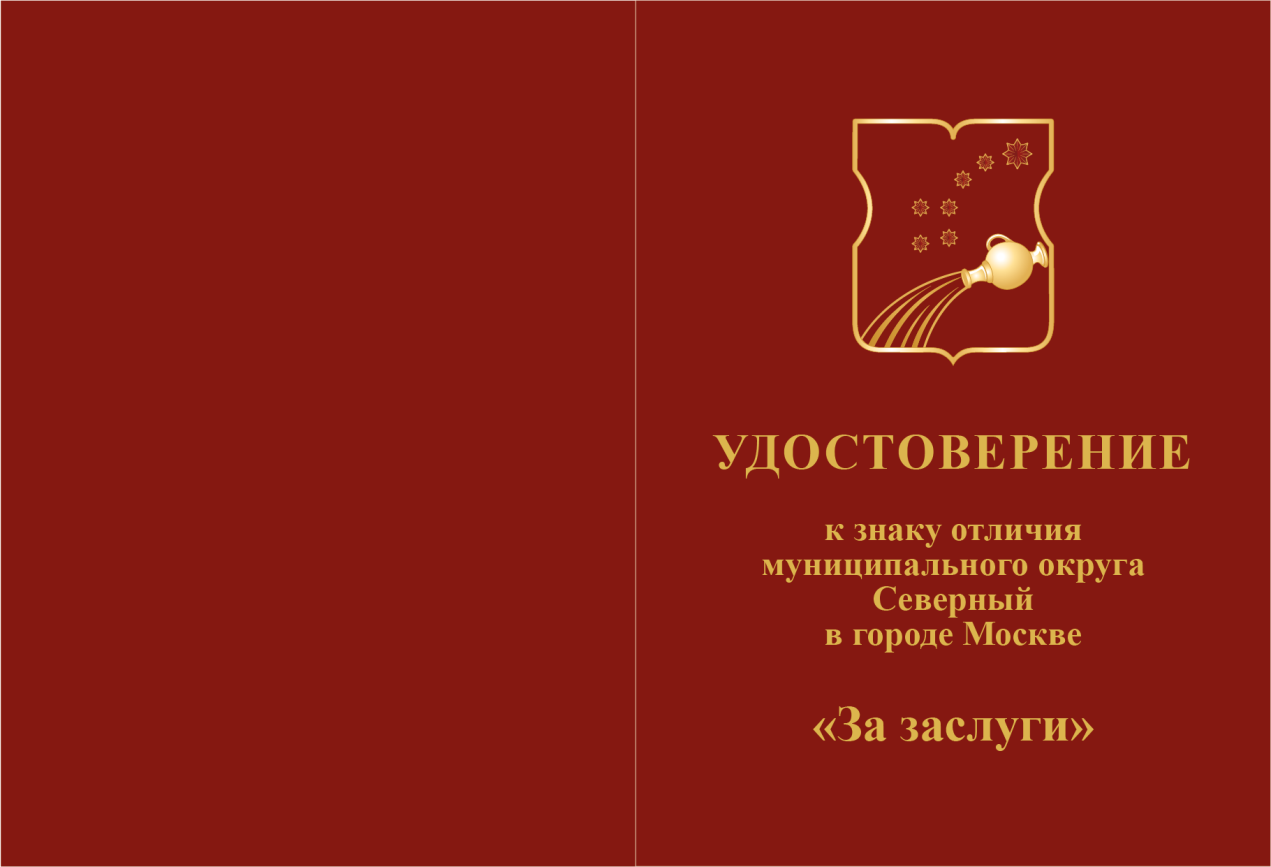 УДОСТОВЕРЕНИЕ
к знаку отличия
муниципального округа
Северный
в городе Москве
«За заслуги»